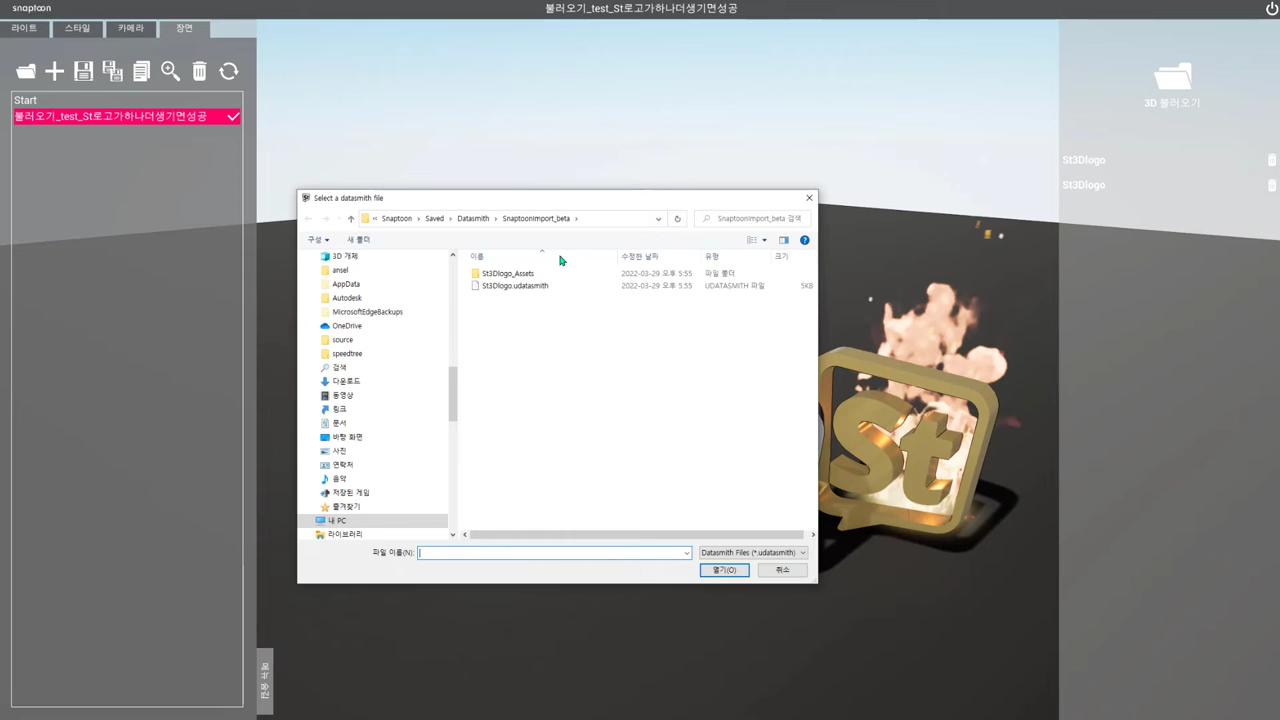 snaptoon
불러오기_test_St로고가하나더생기면성공
라이트 스타일 카메라 장면
Start
불러오기_test_St로고가하나더생기면성공
3D 불러오기
St3Dlogo
St3Dlogo
Select a datasmith file
« Snaptoon › Saved › Datasmith › SnaptoonImport_beta ›
SnaptoonImport_beta 검색
구성 새 폴더
이름 수정한 날짜 유형 크기
St3Dlogo_Assets 2022-03-29 오후 5:55 파일 폴더
St3Dlogo.udatasmith 2022-03-29 오후 5:55 UDATASMITH 파일 5KB
3D 개체
ansel
AppData
Autodesk
MicrosoftEdgeBackups
OneDrive
source
speedtree
검색
다운로드
동영상
링크
문서
바탕 화면
사진
연락처
음악
저장된 게임
즐겨찾기
내 PC
라이브러리
파일 이름(N):
Datasmith Files (*.udatasmith)
열기(O) 취소
St